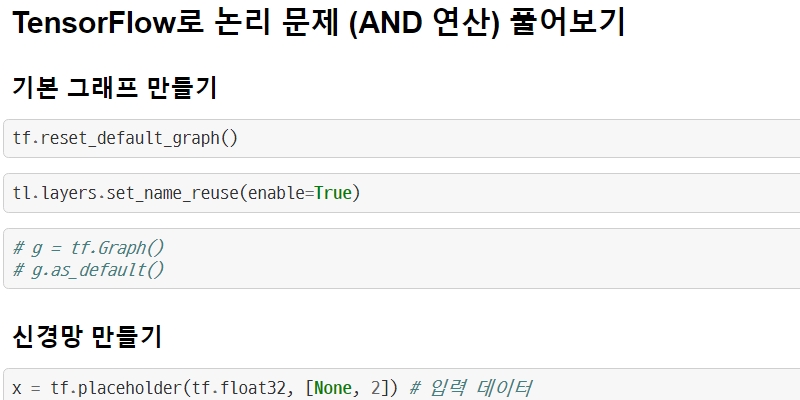 TensorFlow로 논리 문제 (AND 연산) 풀어보기
기본 그래프 만들기
tf.reset_default_graph()
tl.layers.set_name_reuse(enable=True)
# g = tf.Graph()
# g.as_default()
신경망 만들기
x = tf.placeholder(tf.float32, [None, 2]) # 입력 데이터